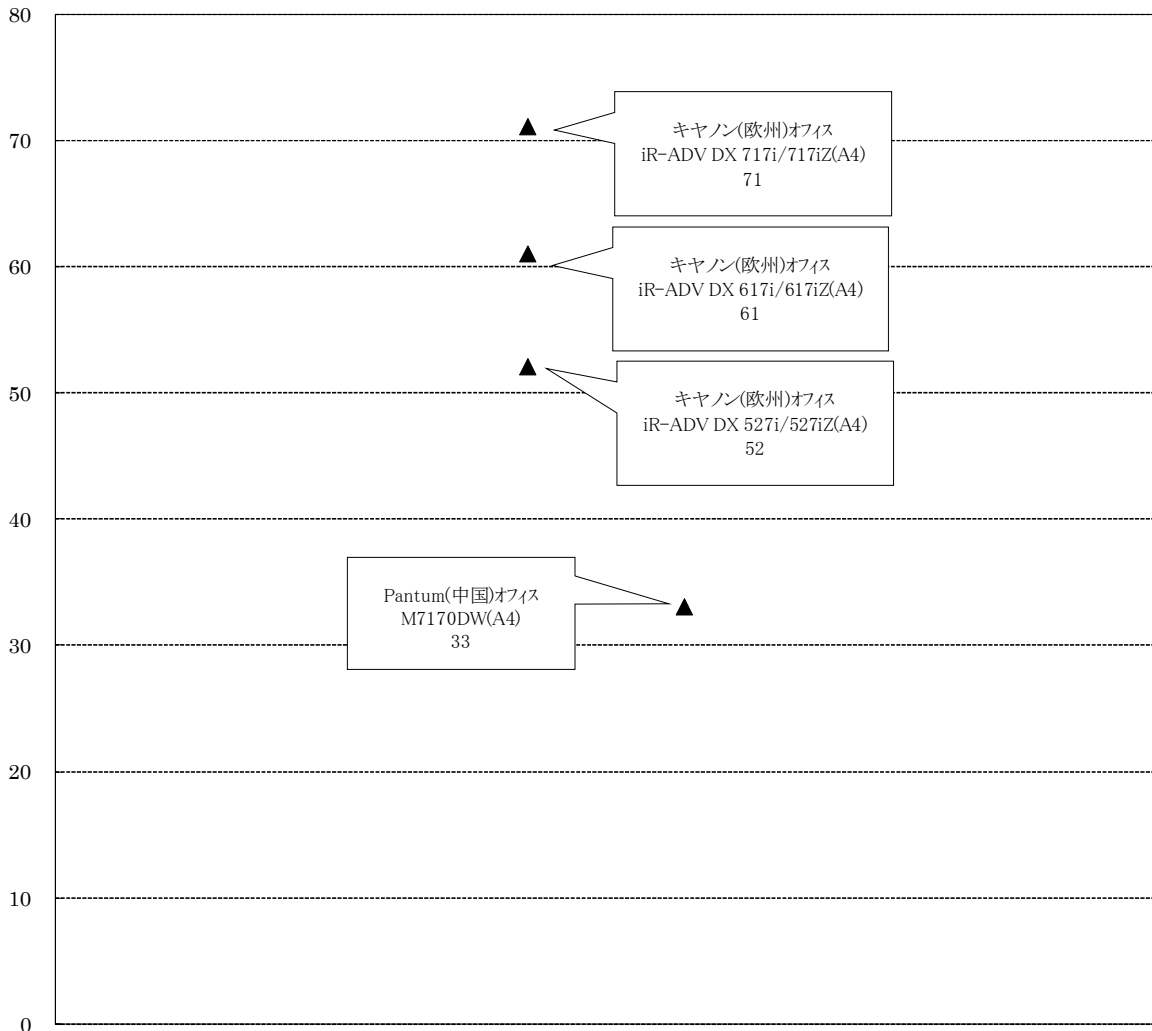 80
キヤノン(欧州)オフィス
iR-ADV DX 717i/717iZ(A4)
71
70
キヤノン(欧州)オフィス
iR-ADV DX 617i/617iZ(A4)
61
60
キヤノン(欧州)オフィス
iR-ADV DX 527i/527iZ(A4)
52
50
40
Pantum(中国)オフィス
M7170DW(A4)
33
30
20
10
0